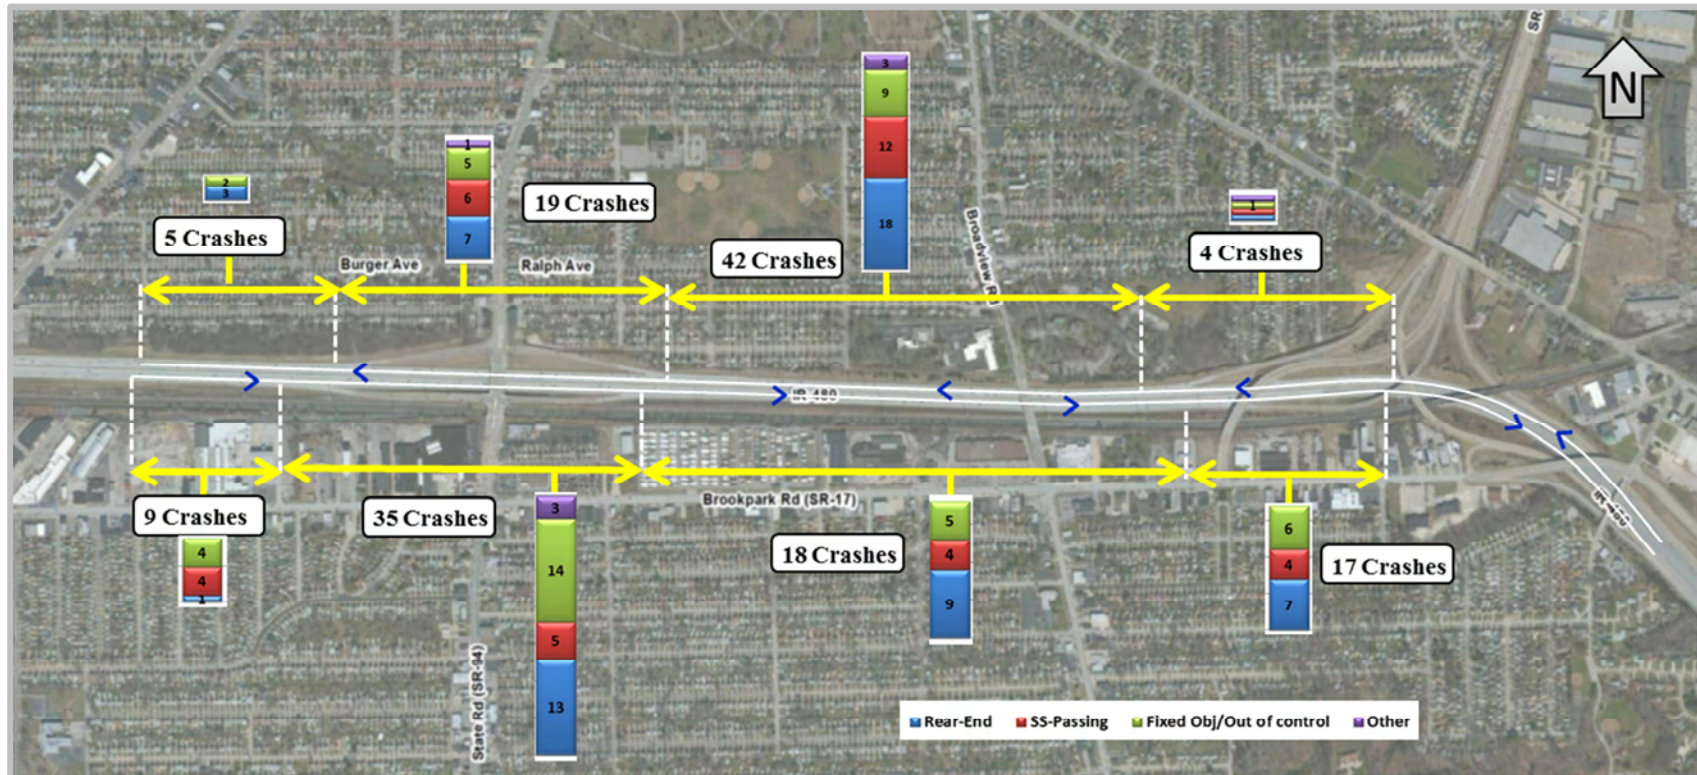 SR
N
3
9
12
18
1
5
6
7
2
3
1
19 Crashes
5 Crashes
42 Crashes
4 Crashes
Burger Ave
Ralph Ave
Broadview Rd
IR-480
9 Crashes
35 Crashes
Brookpark Rd (SR-17)
18 Crashes
17 Crashes
IR-480
4
4
1
3
14
5
13
5
4
9
6
4
7
State Rd (SR-94)
Rear-End SS-Passing Fixed Obj/Out of control Other